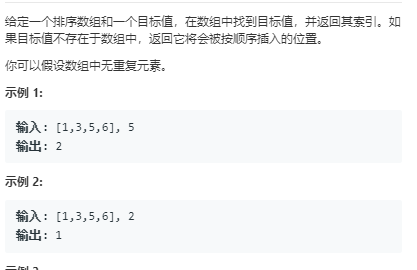 给定一个排序数组和一个目标值，在数组中找到目标值，并返回其索引。如
果目标值不存在于数组中，返回它将会被按顺序插入的位置。
你可以假设数组中无重复元素。
示例 1:
输入: [1,3,5,6], 5
输出: 2
示例 2:
输入: [1,3,5,6], 2
输出: 1